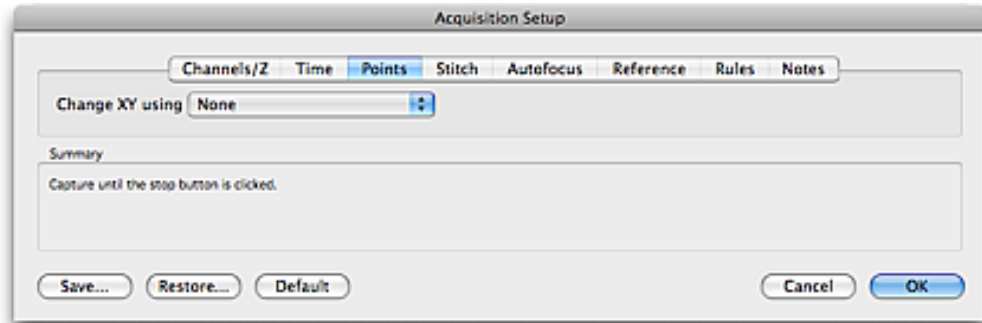 Acquisition Setup
Channels/Z Time Points Stitch Autofocus Reference Rules Notes
Change XY using None
Summary
Capture until the stop button is clicked.
Save... Restore... Default Cancel OK